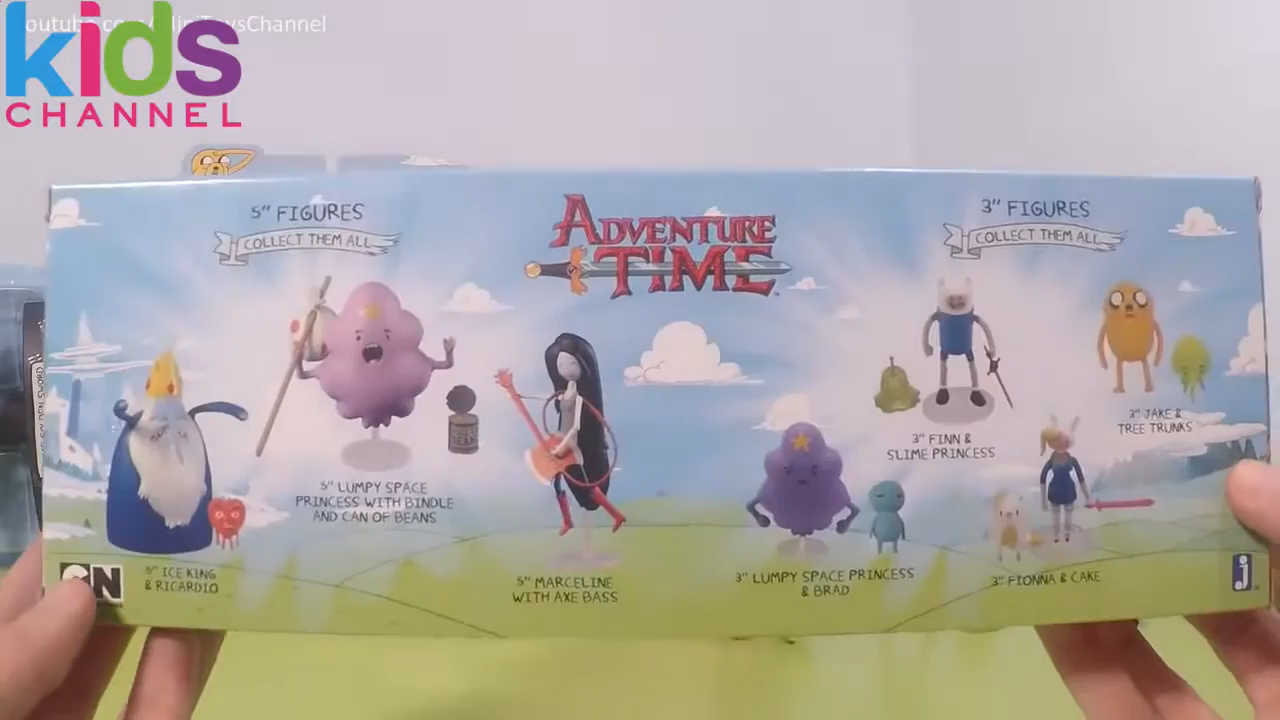 kids
CHANNEL
5" FIGURES
COLLECT THEM ALL
ADVENTURE
TIME
3" FIGURES
COLLECT THEM ALL
5" ICE KING
& RICARDIO
5" LUMPY SPACE
PRINCESS WITH BINDLE
AND CAN OF BEANS
BEANS
5" MARCELINE
WITH AXE BASS
3" LUMPY SPACE PRINCESS
& BRAD
3" FINN &
SLIME PRINCESS
3" JAKE &
TREE TRUNKS
3" FIONNA & CAKE
CN
j